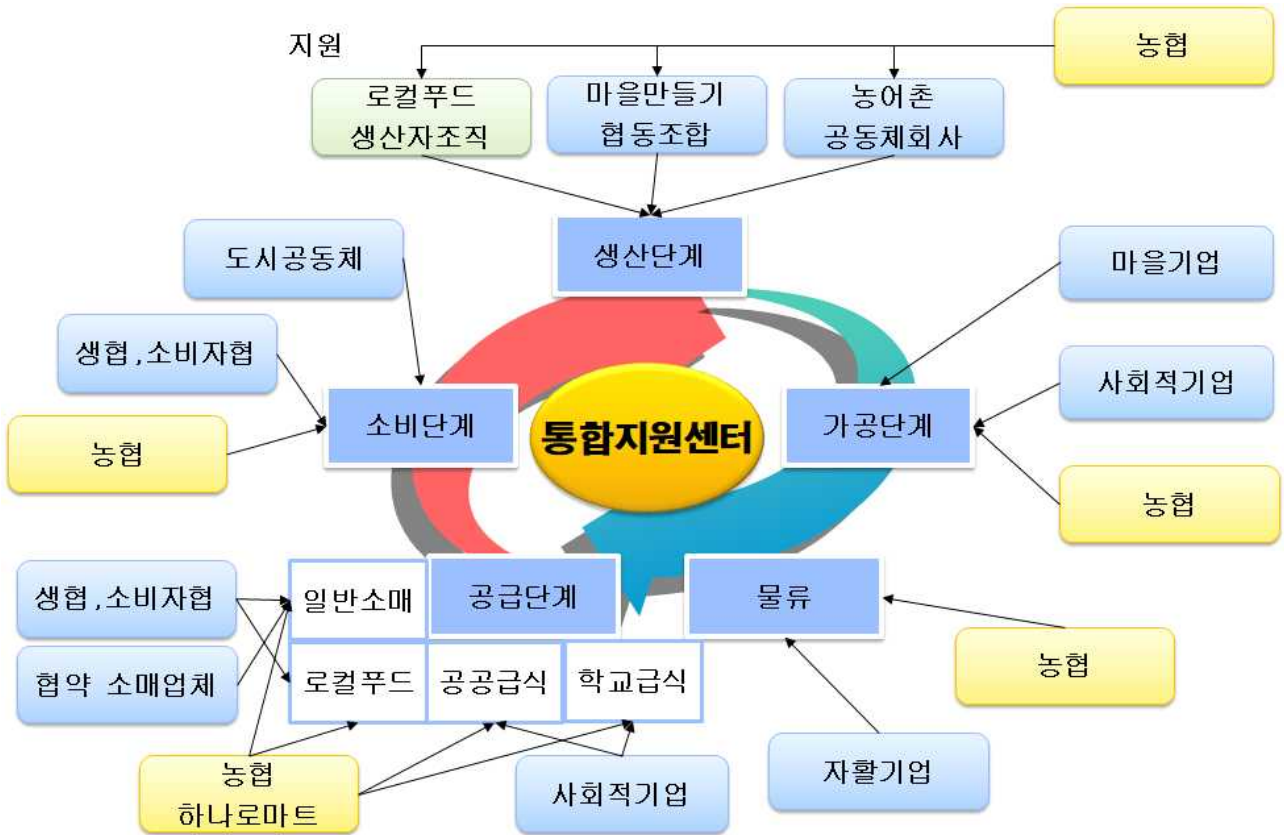 지원
농협
로컬푸드
생산자조직
마을만들기
협동조합
농어촌
공동체회사
생산단계
도시공동체
마을기업
생협,소비자협
사회적기업
소비단계
통합지원센터
가공단계
농협
농협
생협,소비자협
일반소매
공급단계
물류
협약 소매업체
로컬푸드
공공급식
학교급식
농협
농협
하나로마트
사회적기업
자활기업